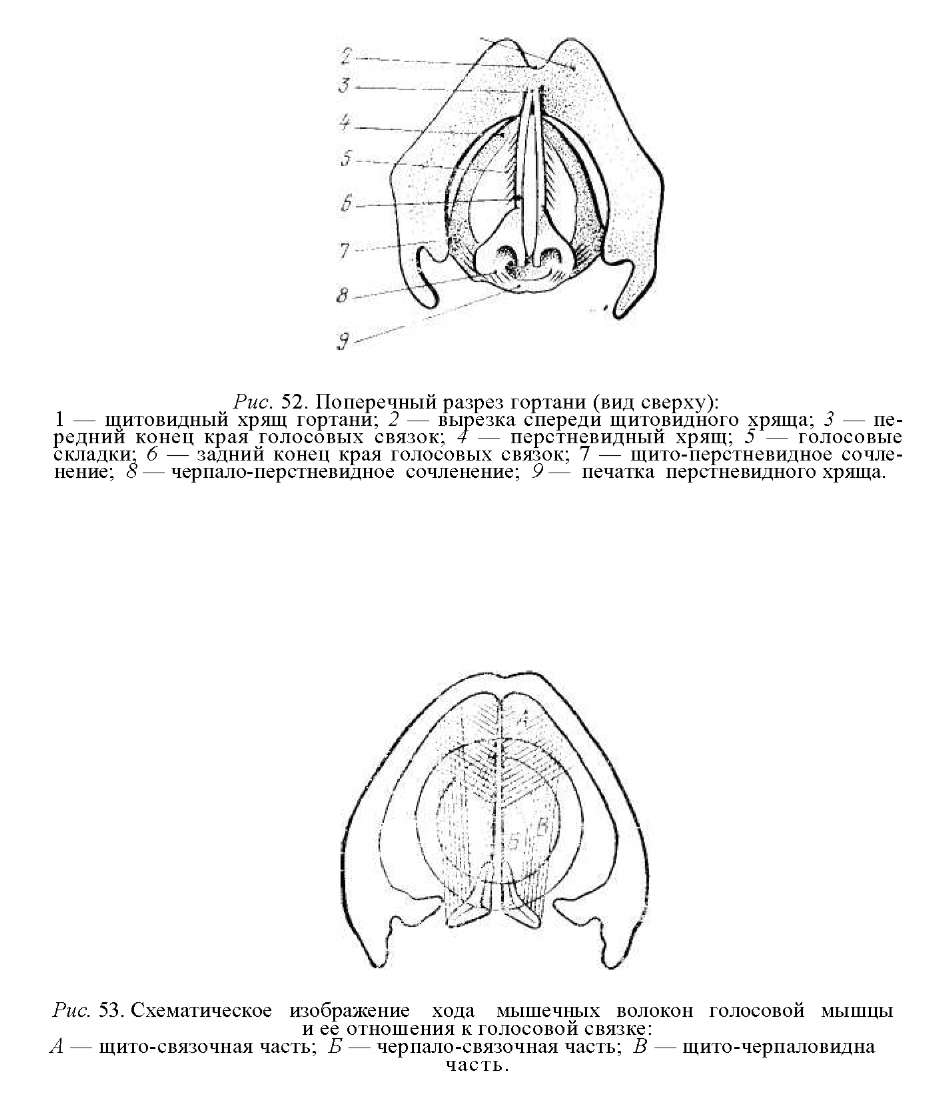 2
3
4
5
6
7
8
9
Рис. 52. Поперечный разрез гортани (вид сверху):
1 — щитовидный хрящ гортани; 2 — вырезка спереди щитовидного хряща; 3 — пе-
редний конец края голосовых связок; 4 — перстневидный хрящ; 5 — голосовые
складки; 6 — задний конец края голосовых связок; 7 — щито-перстневидное сочле-
нение; 8 — черпало-перстневидное сочленение; 9 — печатка перстневидного хряща.
А
Б В
Рис. 53. Схематическое изображение хода мышечных волокон голосовой мышцы
и ее отношения к голосовой связке:
А — щито-связочная часть; Б — черпало-связочная часть; В — щито-черпаловидна
часть.